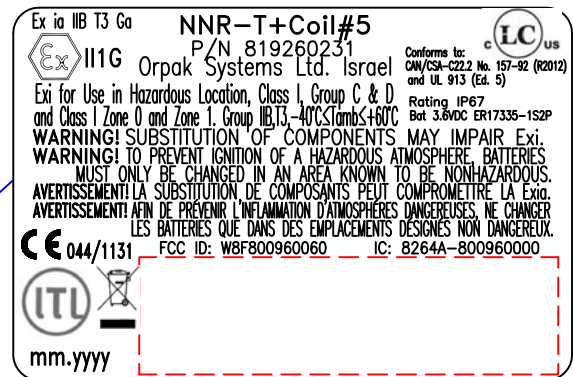 Ex ia IIB T3 Ga
Ex II1G
NNR-T+Coil#5
P/N 819260231
Orpak Systems Ltd. Israel
c LC us
Conforms to:
CAN/CSA-C22.2 No. 157-92 (R2012)
and UL 913 (Ed. 5)
Exi for Use in Hazardous Location, Class I, Group C & D
and Class I Zone 0 and Zone 1. Group IIB,T3,-40°C≤Tamb≤+60°C
Rating IP67
Bat 3.6VDC ER17335-1S2P
WARNING! SUBSTITUTION OF COMPONENTS MAY IMPAIR Exi.
WARNING! TO PREVENT IGNITION OF A HAZARDOUS ATMOSPHERE, BATTERIES
MUST ONLY BE CHANGED IN AN AREA KNOWN TO BE NONHAZARDOUS.
AVERTISSEMENT! LA SUBSTITUTION DE COMPOSANTS PEUT COMPROMETTRE LA Exia.
AVERTISSEMENT! AFIN DE PRÉVENIR L'INFLAMMATION D'ATMOSPHÈRES DANGEREUSES, NE CHANGER
LES BATTERIES QUE DANS DES EMPLACEMENTS DÉSIGNÉS NON DANGEREUX.
CE 044/1131 FCC ID: W8F800960060 IC: 8264A-800960000
ITL
mm.yyyy